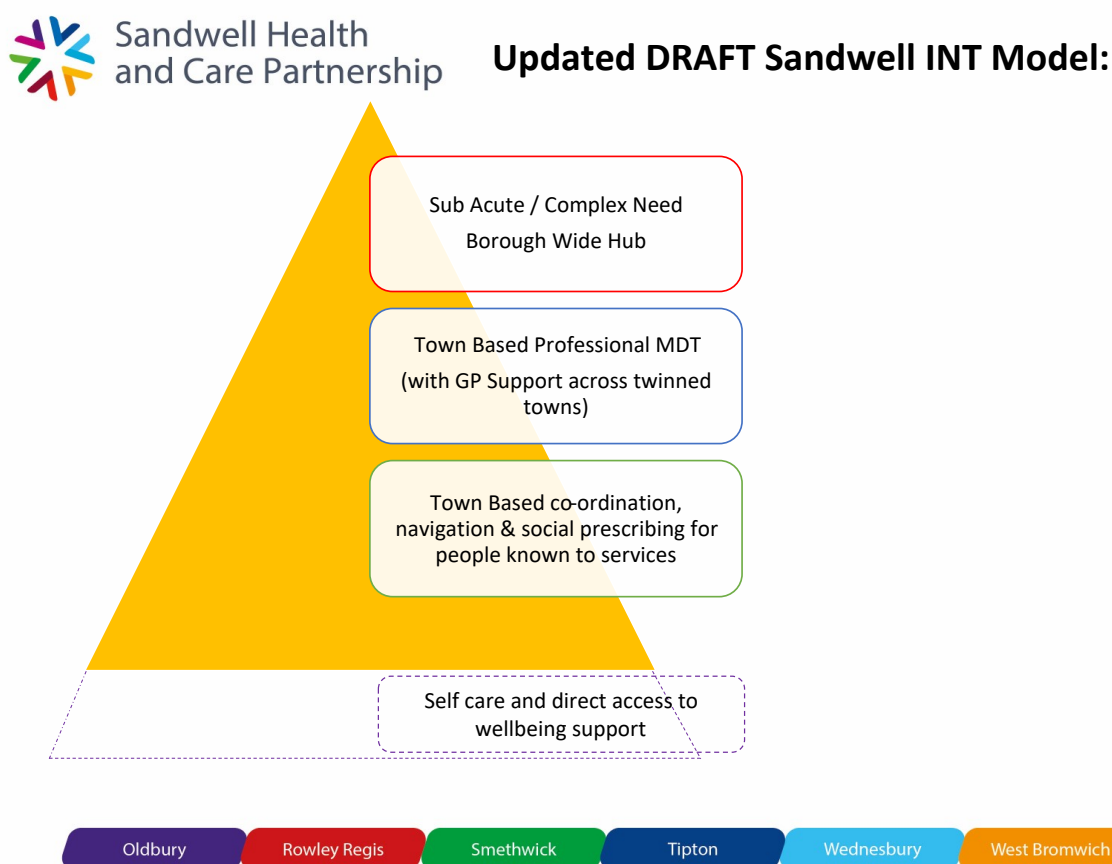 Sandwell Health
and Care Partnership
Updated DRAFT Sandwell INT Model:
Sub Acute / Complex Need
Borough Wide Hub
Town Based Professional MDT
(with GP Support across twinned
towns)
Town Based co-ordination,
navigation & social prescribing for
people known to services
Self care and direct access to
wellbeing support
Oldbury
Rowley Regis
Smethwick
Tipton
Wednesbury
West Bromwich